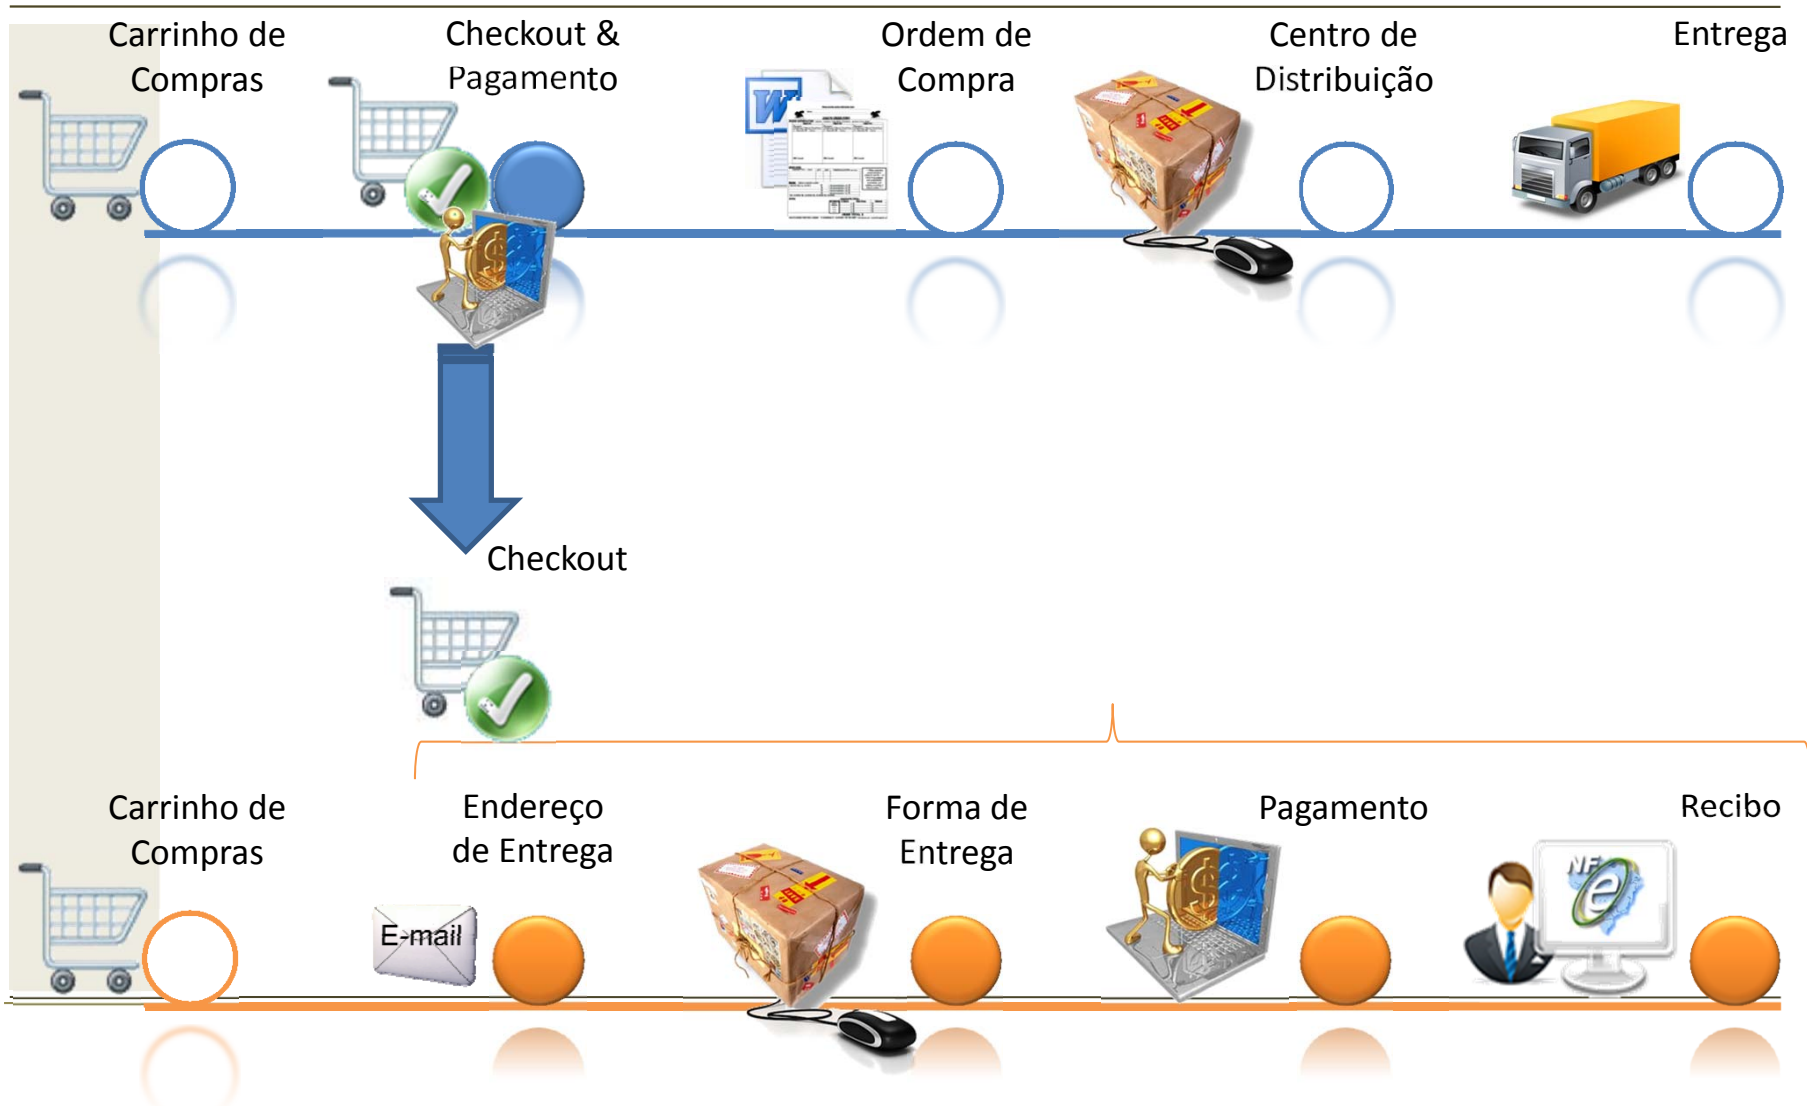 Carrinho de
Compras
Checkout &
Pagamento
Ordem de
Compra
Centro de
Distribuição
Entrega
W
Checkout
Carrinho de
Compras
Endereço
de Entrega
Forma de
Entrega
Pagamento
Recibo
E-mail
NF
e